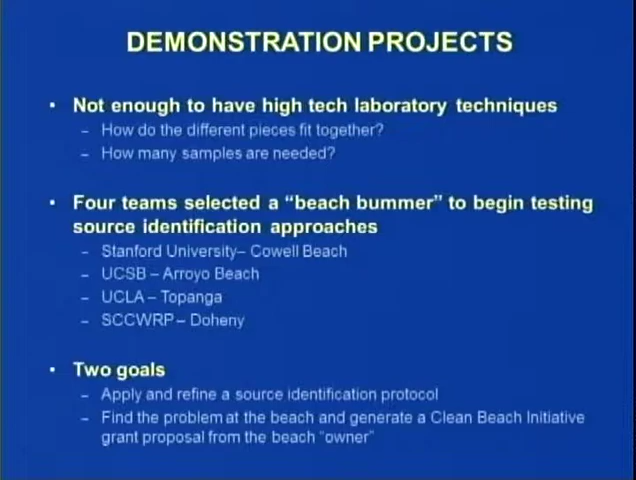 DEMONSTRATION PROJECTS
• Not enough to have high tech laboratory techniques
– How do the different pieces fit together?
– How many samples are needed?
• Four teams selected a “beach bummer” to begin testing
source identification approaches
– Stanford University– Cowell Beach
– UCSB – Arroyo Beach
– UCLA – Topanga
– SCCWRP – Doheny
• Two goals
– Apply and refine a source identification protocol
– Find the problem at the beach and generate a Clean Beach Initiative
grant proposal from the beach “owner”